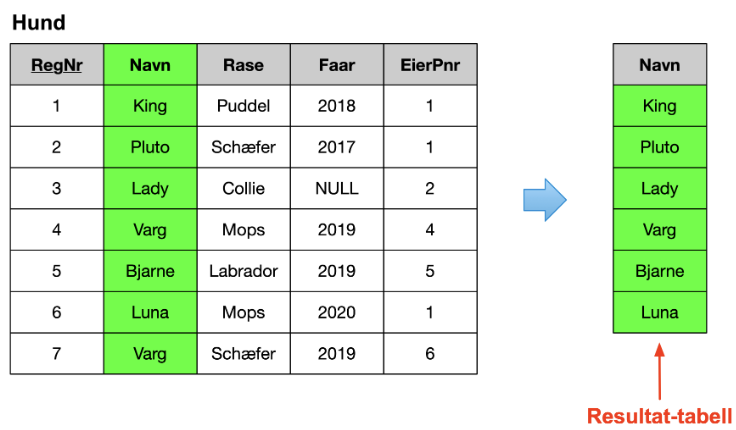 Hund
RegNr Navn Rase Faar EierPnr
1 King Puddel 2018 1
2 Pluto Schæfer 2017 1
3 Lady Collie NULL 2
4 Varg Mops 2019 4
5 Bjarne Labrador 2019 5
6 Luna Mops 2020 1
7 Varg Schæfer 2019 6
Navn
King
Pluto
Lady
Varg
Bjarne
Luna
Resultat-tabell